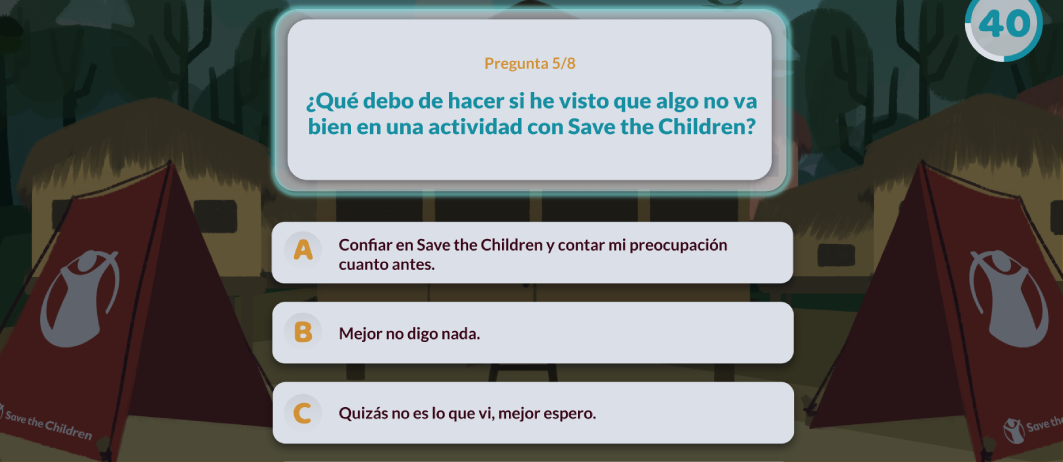 40
Pregunta 5/8
¿Qué debo de hacer si he visto que algo no va
bien en una actividad con Save the Children?
A
Confiar en Save the Children y contar mi preocupación
cuanto antes.
B
Mejor no digo nada.
C
Quizás no es lo que vi, mejor espero.
Save the Children
Save the